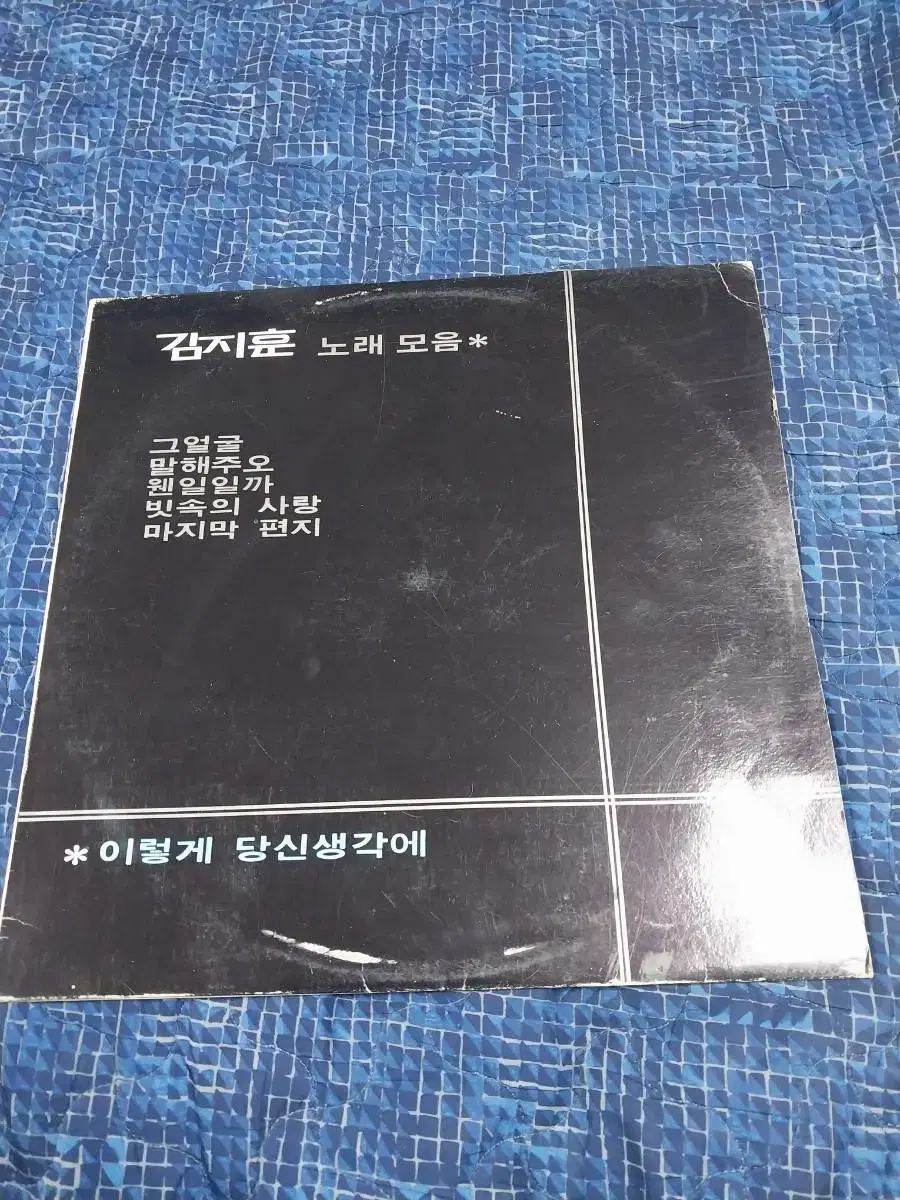 김지훈 노래 모음*
그얼굴
말해주오
웬일일까
빗속의 사랑
마지막 편지
*이렇게 당신생각에